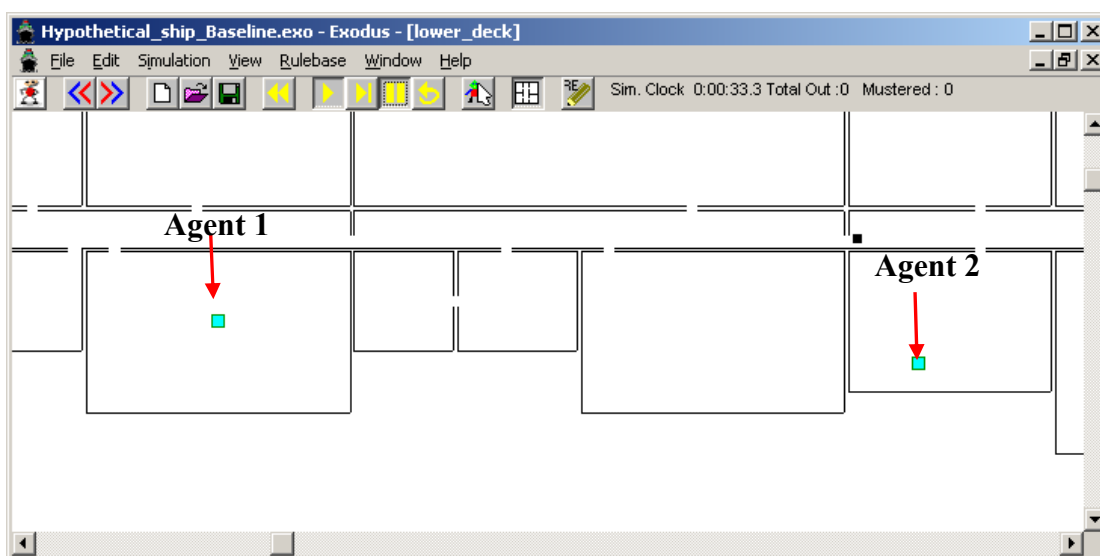 Hypothetical_ship_Baseline.exo - Exodus - [lower_deck]
File Edit Simulation View Rulebase Window Help
RE Sim. Clock 0:00:33.3 Total Out :0 Mustered : 0
Agent 1
Agent 2